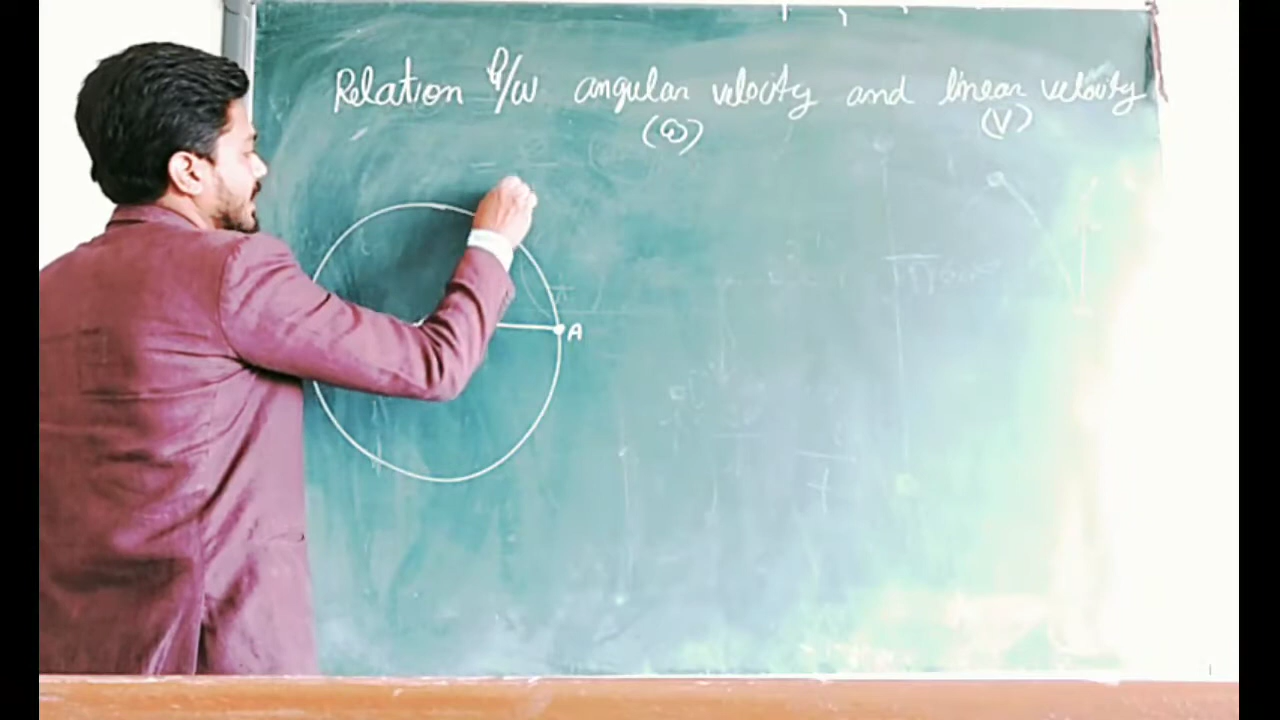 Relation b/w angular velocity and linear velocity
(ω) (V)
A